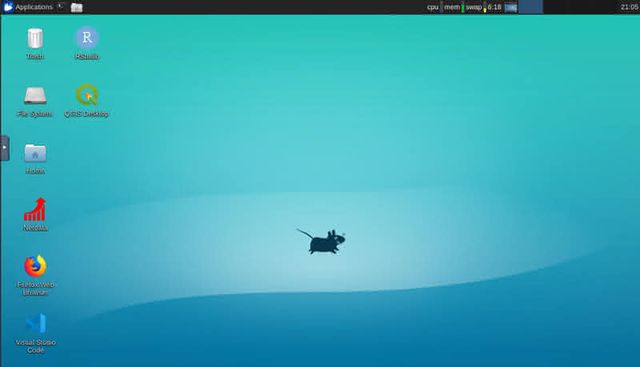 Applications
cpu mem swap 6:18
21:05
Trash
RStudio
File System
QGIS Desktop
Home
Netdata
Firefox Web
Browser
Visual Studio
Code